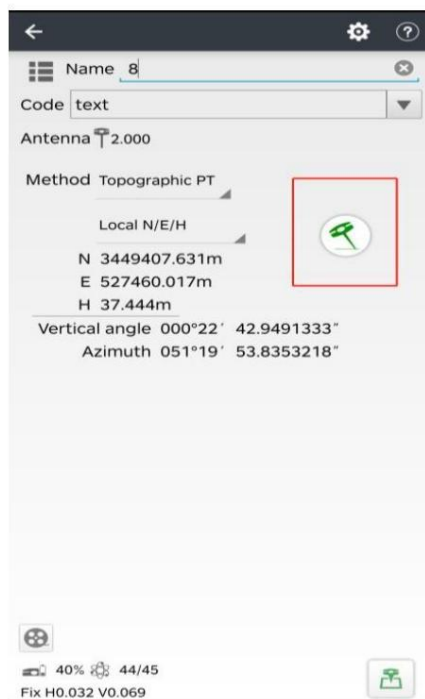 Name 8
Code text
Antenna 2.000
Method Topographic PT
Local N/E/H
N 3449407.631m
E 527460.017m
H 37.444m
Vertical angle 000°22′ 42.9491333″
Azimuth 051°19′ 53.8353218″
40% 44/45
Fix H0.032 V0.069